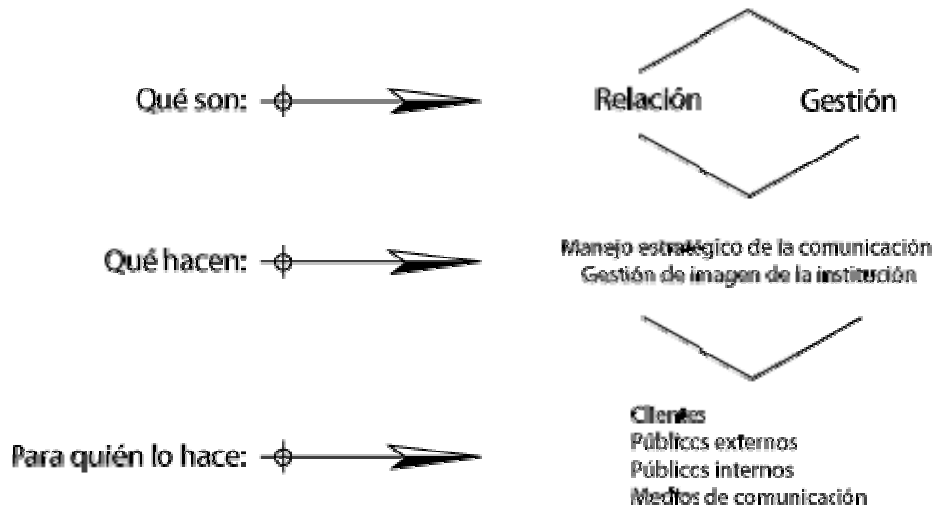 Qué son:
Relación Gestión
Qué hacen:
Manejo estratégico de la comunicación
Gestión de imagen de la institución
Para quién lo hace:
Clientes
Públicos externos
Públicos internos
Medios de comunicación